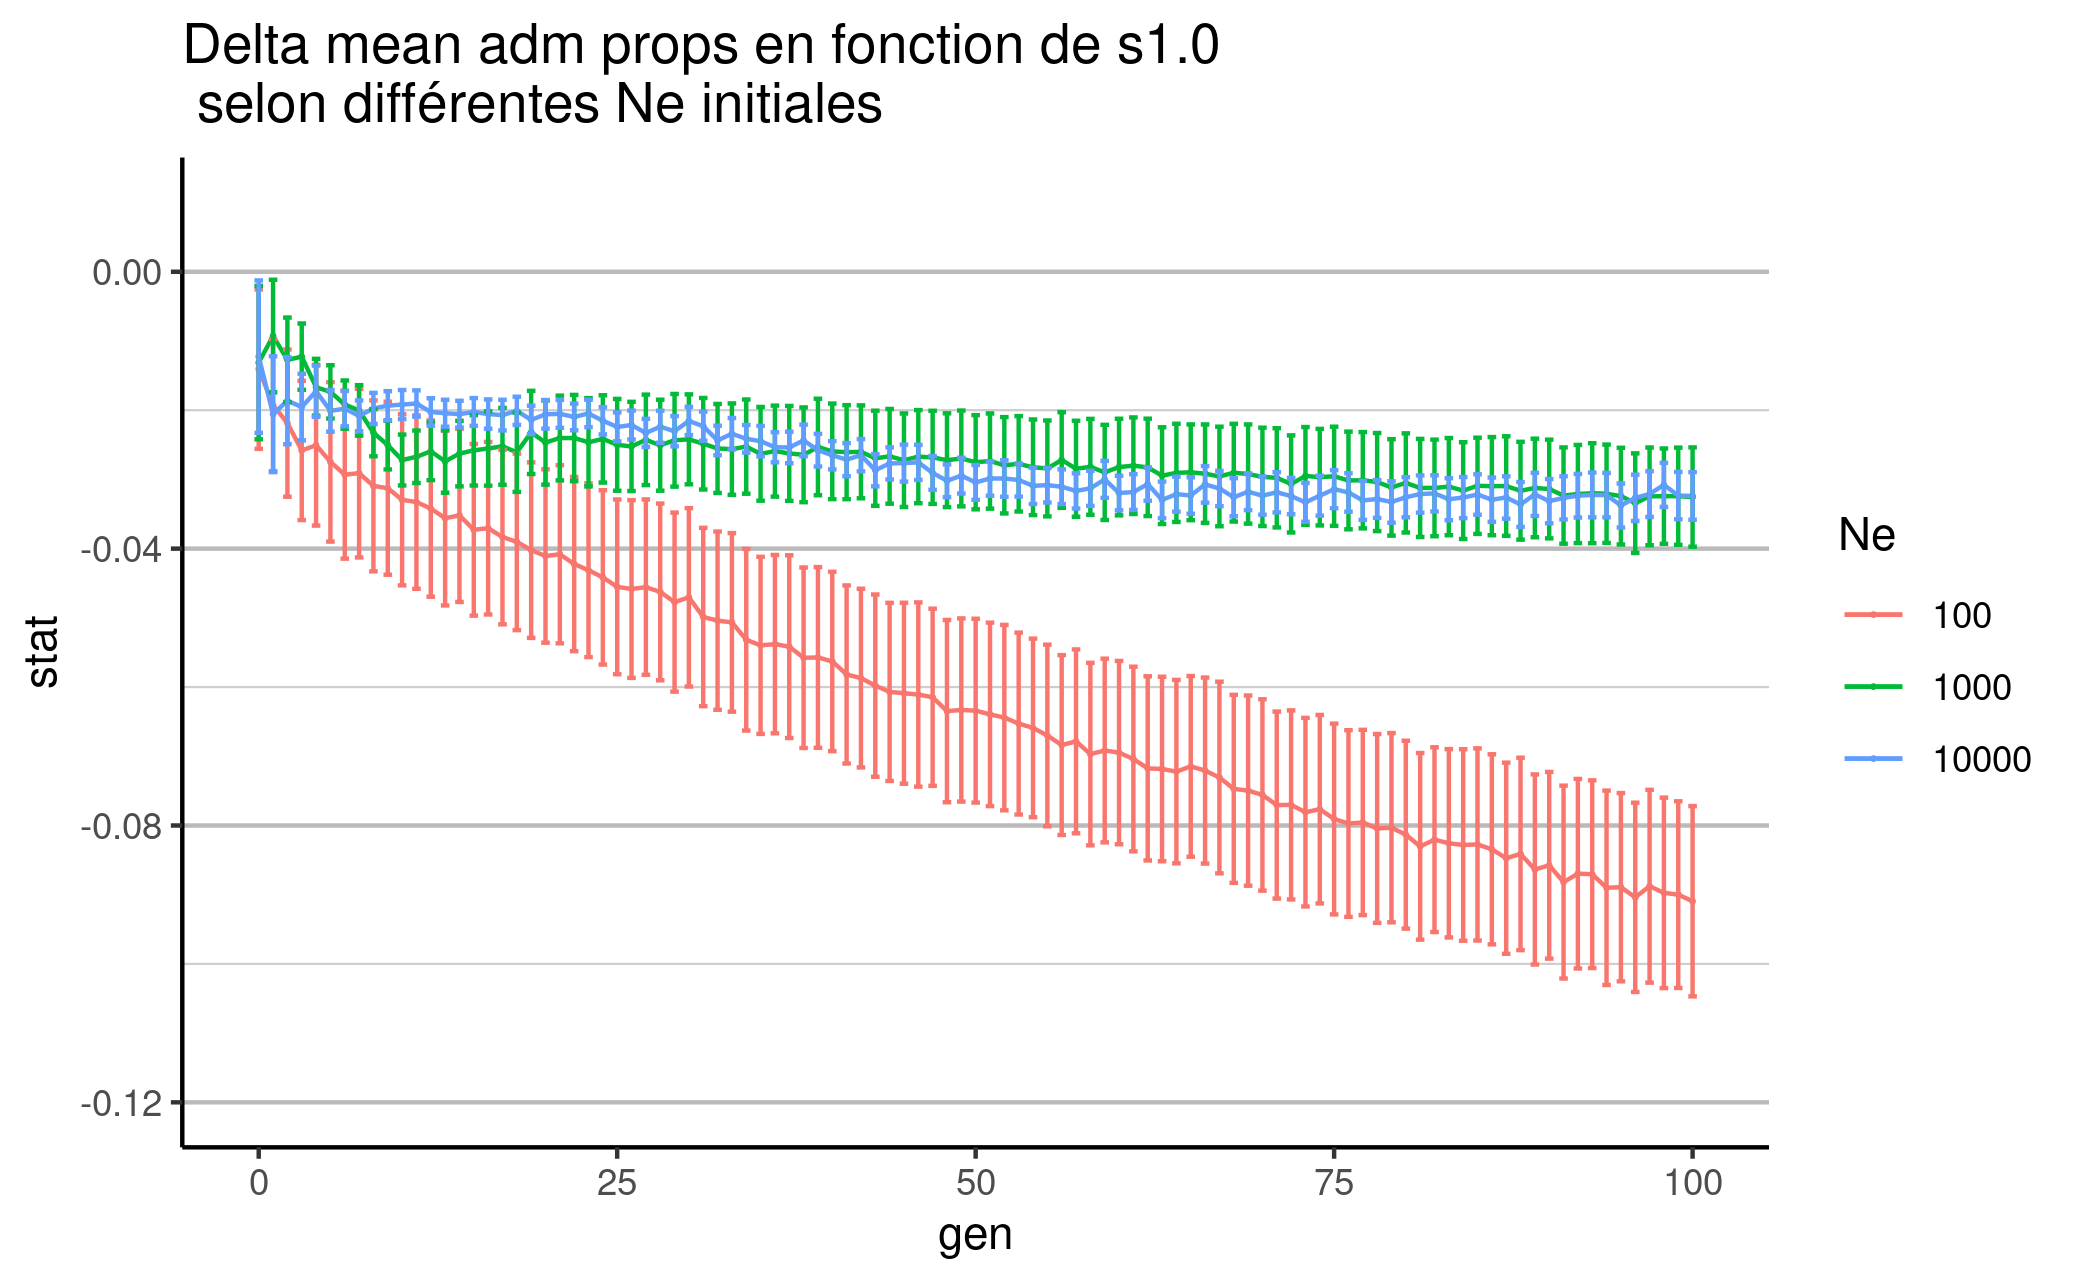 Delta mean adm props en fonction de s1.0
selon différentes Ne initiales
0.00
-0.04
-0.08
-0.12
stat
0 25 50 75 100
gen
Ne
100
1000
10000